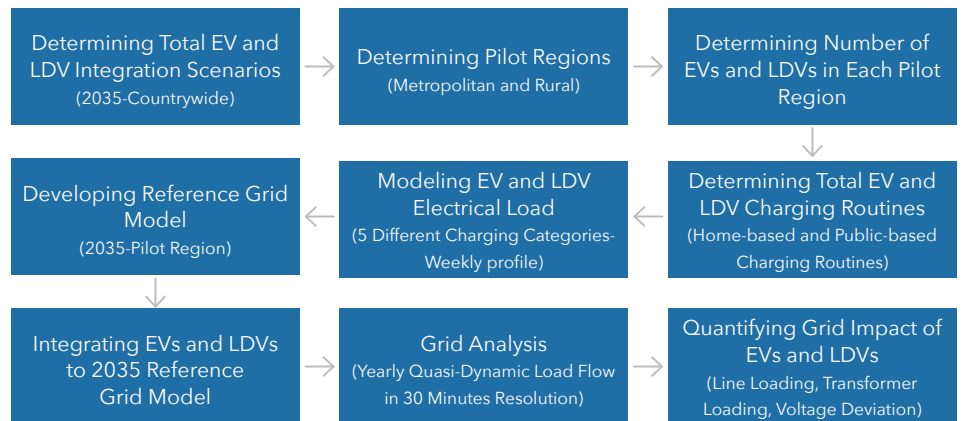 Determining Total EV and
LDV Integration Scenarios
(2035-Countrywide)
Determining Pilot Regions
(Metropolitan and Rural)
Determining Number of
EVs and LDVs in Each Pilot
Region
Determining Total EV and
LDV Charging Routines
(Home-based and Public-based
Charging Routines)
Modeling EV and LDV
Electrical Load
(5 Different Charging Categories-
Weekly profile)
Developing Reference Grid
Model
(2035-Pilot Region)
Integrating EVs and LDVs
to 2035 Reference
Grid Model
Grid Analysis
(Yearly Quasi-Dynamic Load Flow
in 30 Minutes Resolution)
Quantifying Grid Impact of
EVs and LDVs
(Line Loading, Transformer
Loading, Voltage Deviation)